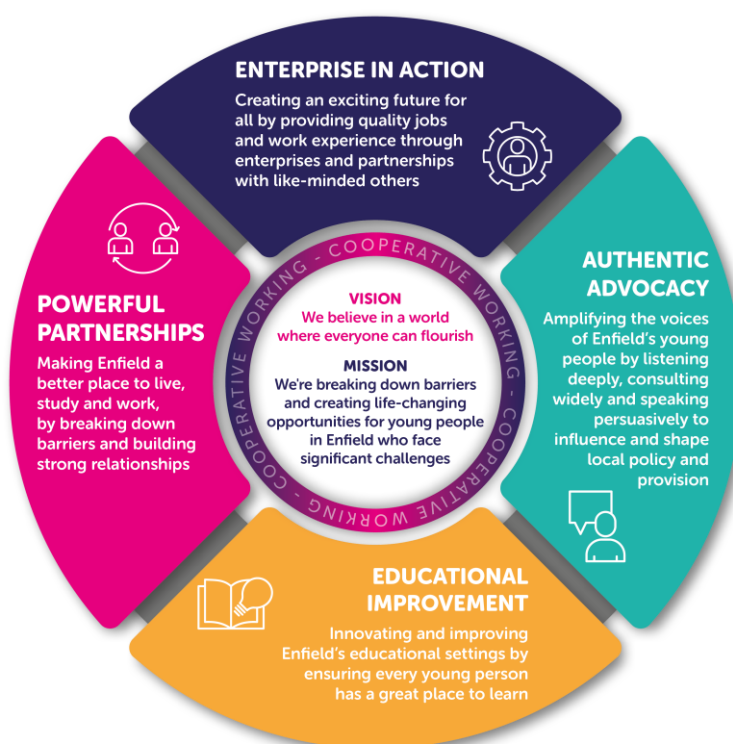 ENTERPRISE IN ACTION
Creating an exciting future for
all by providing quality jobs
and work experience through
enterprises and partnerships
with like-minded others
AUTHENTIC
ADVOCACY
Amplifying the voices
of Enfield's young
people by listening
deeply, consulting
widely and speaking
persuasively to
influence and shape
local policy and
provision
EDUCATIONAL
IMPROVEMENT
Innovating and improving
Enfield's educational settings by
ensuring every young person
has a great place to learn
POWERFUL
PARTNERSHIPS
Making Enfield a
better place to live,
study and work,
by breaking down
barriers and building
strong relationships
COOPERATIVE WORKING - COOPERATIVE WORKING - COOPERATIVE WORKING - COOPERATIVE WORKING -
VISION
We believe in a world
where everyone can flourish
MISSION
We're breaking down barriers
and creating life-changing
opportunities for young people
in Enfield who face
significant challenges